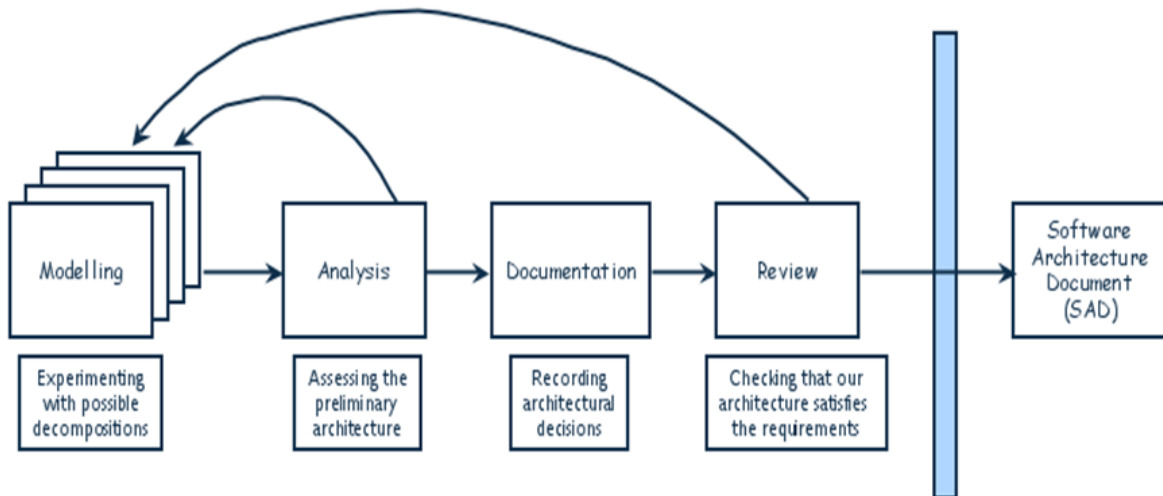 Modelling
Analysis
Documentation
Review
Software
Architecture
Document
(SAD)
Experimenting
with possible
decompositions
Assessing the
preliminary
architecture
Recording
architectural
decisions
Checking that our
architecture satisfies
the requirements